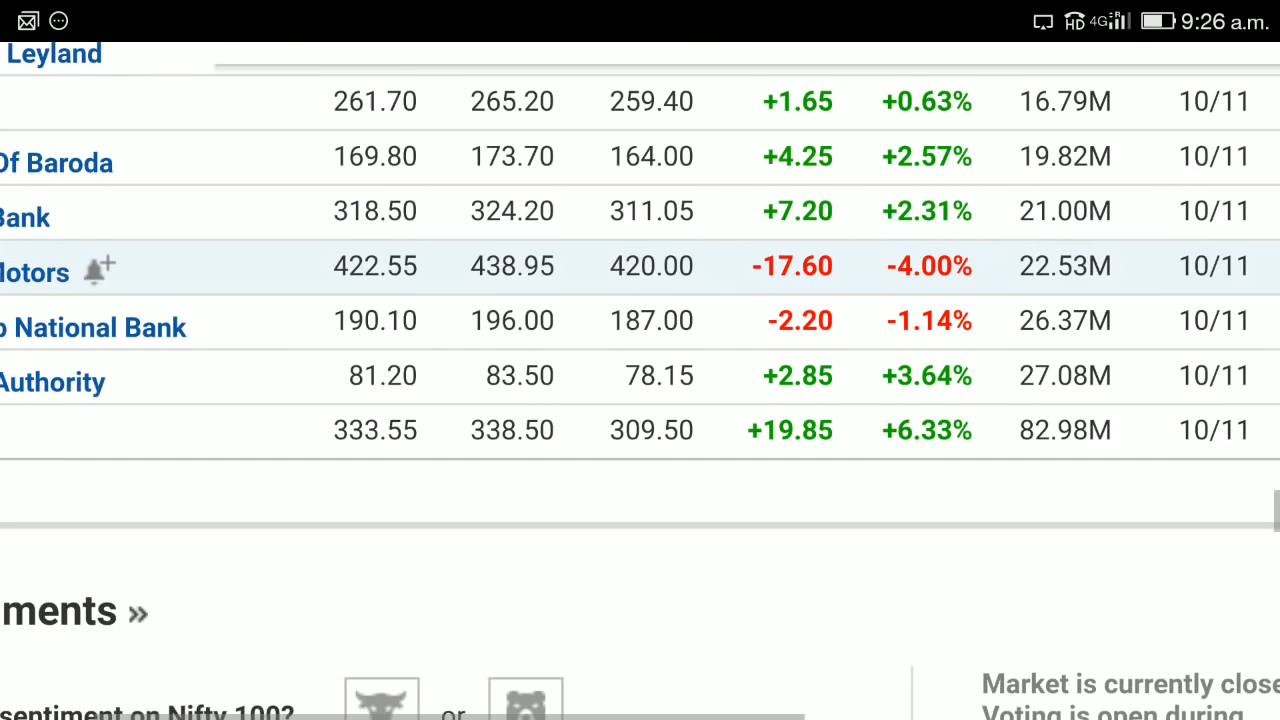 HD 4G R 9:26 a.m.
Leyland
261.70 265.20 259.40 +1.65 +0.63% 16.79M 10/11
Of Baroda 169.80 173.70 164.00 +4.25 +2.57% 19.82M 10/11
Bank 318.50 324.20 311.05 +7.20 +2.31% 21.00M 10/11
Motors 422.55 438.95 420.00 -17.60 -4.00% 22.53M 10/11
b National Bank 190.10 196.00 187.00 -2.20 -1.14% 26.37M 10/11
Authority 81.20 83.50 78.15 +2.85 +3.64% 27.08M 10/11
333.55 338.50 309.50 +19.85 +6.33% 82.98M 10/11
ments »
sentiment on Nifty 100? or
Market is currently close
Voting is open during